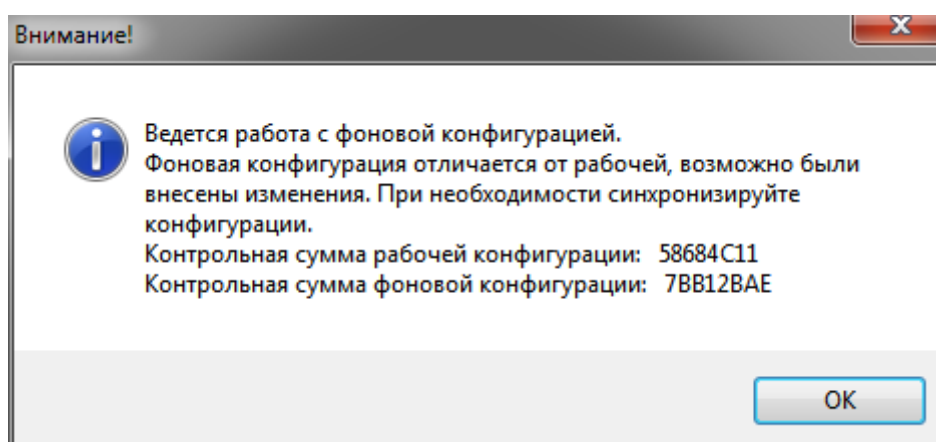 Внимание!
Ведется работа с фоновой конфигурацией.
Фоновая конфигурация отличается от рабочей, возможно были
внесены изменения. При необходимости синхронизируйте
конфигурации.
Контрольная сумма рабочей конфигурации: 58684C11
Контрольная сумма фоновой конфигурации: 7BB12BAE
OK